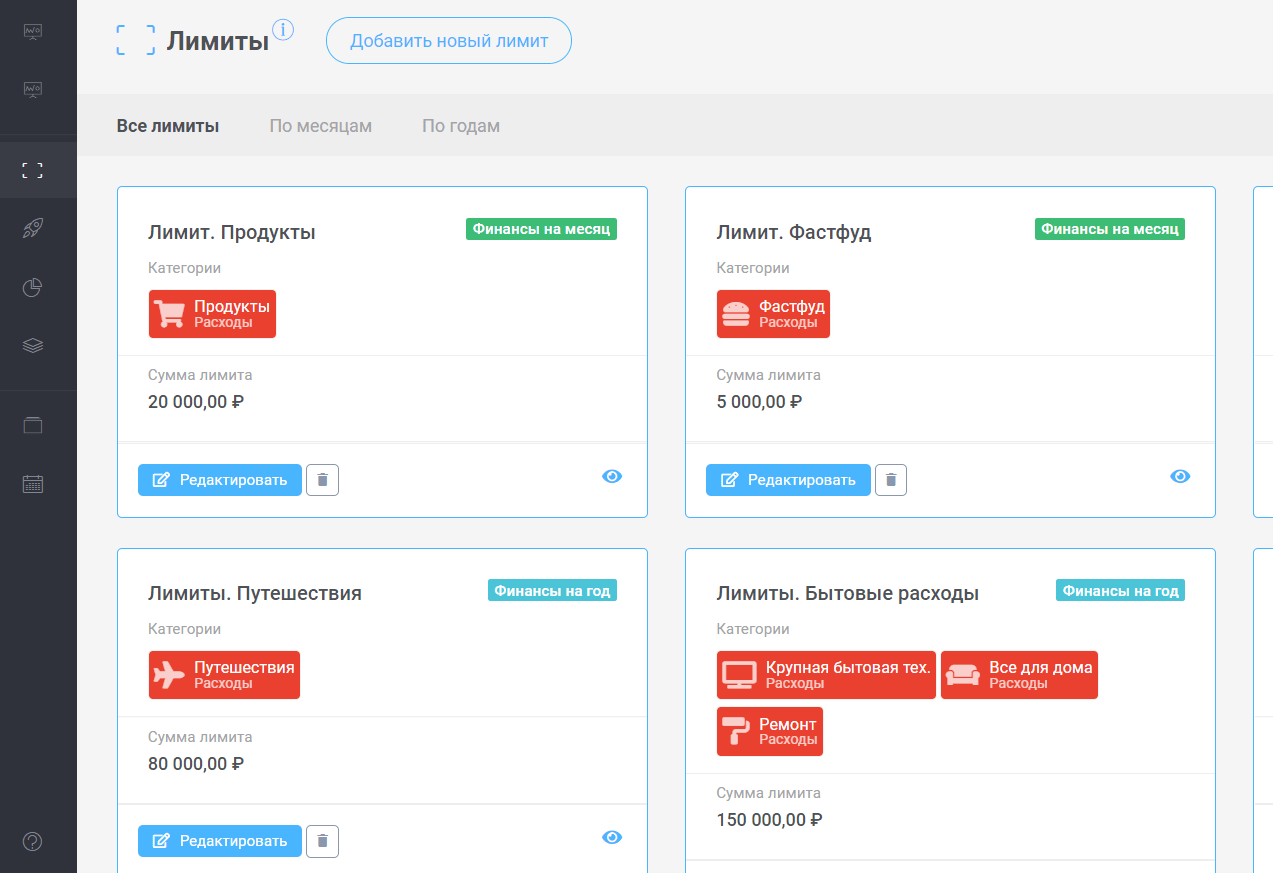 Лимиты
Добавить новый лимит
Все лимиты По месяцам По годам
Лимит. Продукты Финансы на месяц
Категории
Продукты
Расходы
Сумма лимита
20 000,00 ₽
Редактировать
Лимит. Фастфуд Финансы на месяц
Категории
Фастфуд
Расходы
Сумма лимита
5 000,00 ₽
Редактировать
Лимиты. Путешествия Финансы на год
Категории
Путешествия
Расходы
Сумма лимита
80 000,00 ₽
Редактировать
Лимиты. Бытовые расходы Финансы на год
Категории
Крупная бытовая тех.
Расходы
Все для дома
Расходы
Ремонт
Расходы
Сумма лимита
150 000,00 ₽